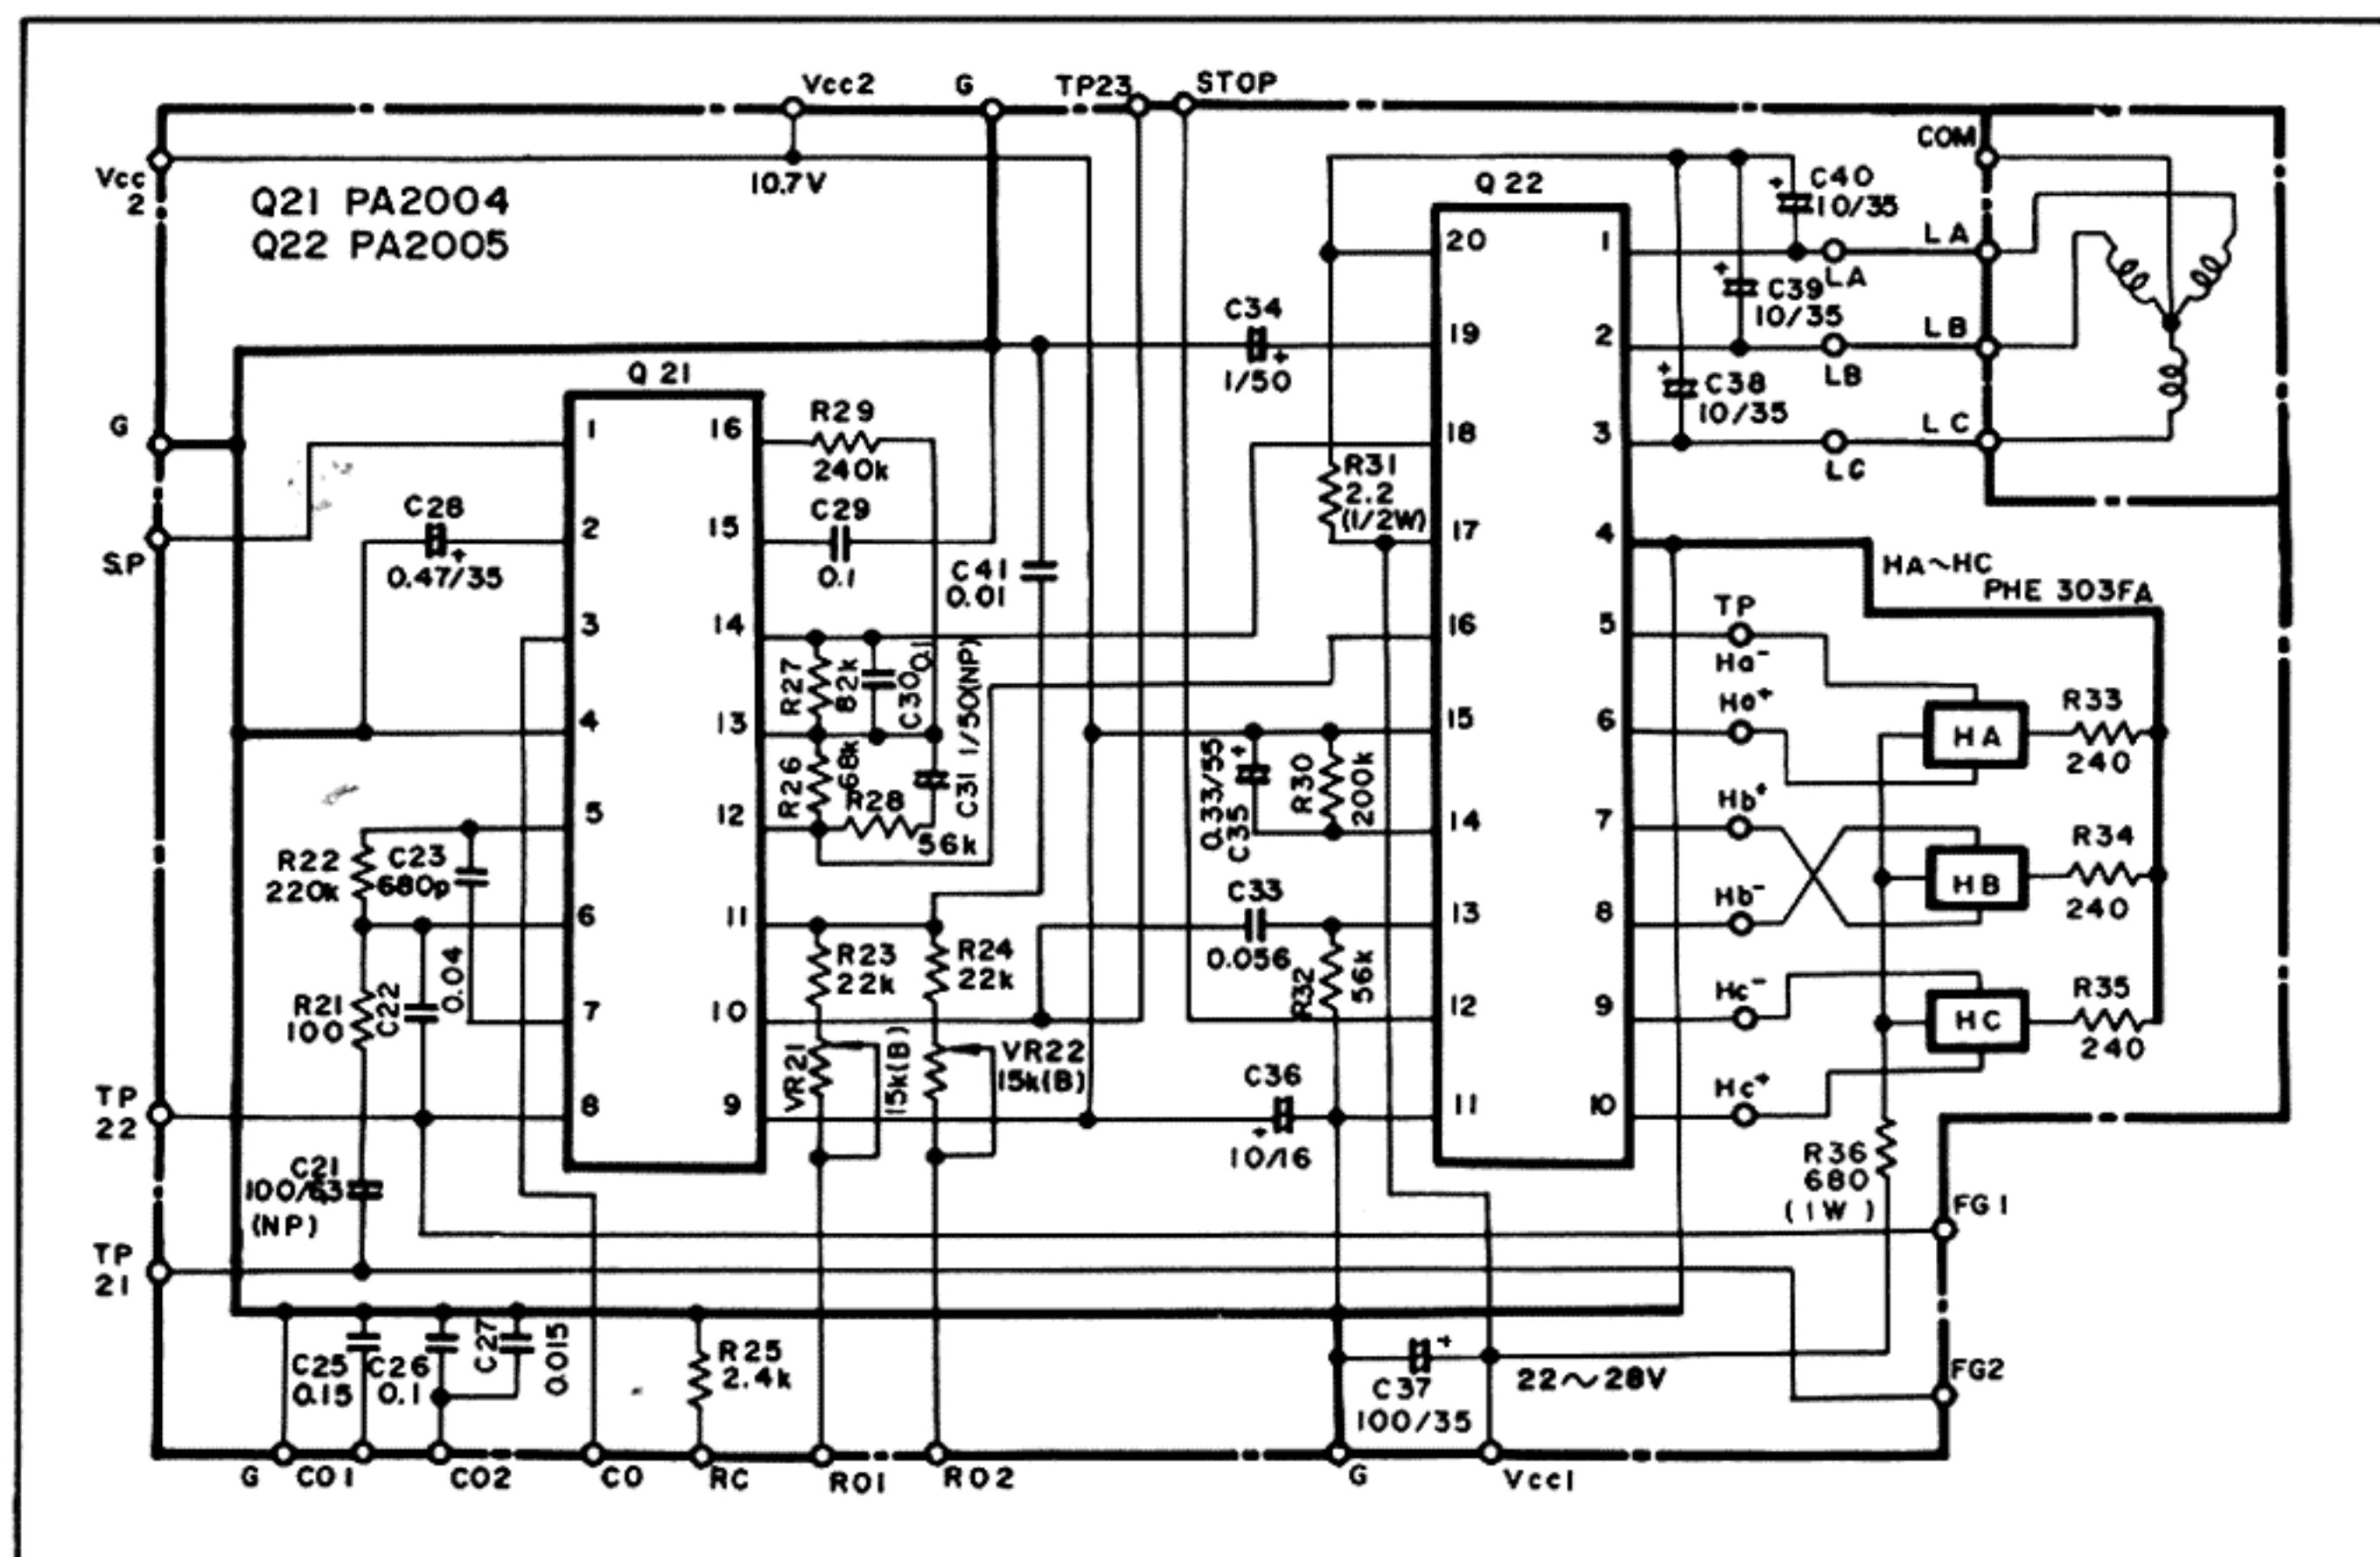 Vcc2
G
TP23
STOP
COM
Vcc
2
10.7V
Q21 PA2004
Q22 PA2005
Q22
C40
10/35
20
1
LA
LA
C39
10/35
C34
1/50
19
2
LB
LB
C38
10/35
Q21
G
R29
240k
1
16
18
3
LC
LC
R31
2.2
(1/2W)
C28
0.47/35
C29
0.1
2
15
17
4
S.P
C41
0.01
HA~HC
PHE 303FA
3
14
16
5
TP
Ha-
R27
82k
C30
0.1
C31 1/50(NP)
4
13
15
6
Ha+
HA
R33
240
R26
68k
R28
56k
0.33/35
C35
R30
200k
5
12
14
7
Hb+
R22
220k
C23
680p
HB
R34
240
C33
0.056
6
11
13
8
Hb-
R21
100
C22
0.04
R23
22k
R24
22k
R32
56k
7
10
12
9
Hc-
HC
R35
240
VR21
15k(B)
VR22
15k(B)
C36
10/16
TP
22
8
9
11
10
Hc+
R36
680
(1W)
C21
100/6.3
(NP)
FG1
TP
21
C25
0.15
C26
0.1
C27
0.015
R25
2.4k
C37
100/35
22~28V
FG2
G
CO1
CO2
CO
RC
RO1
RO2
G
Vcc1